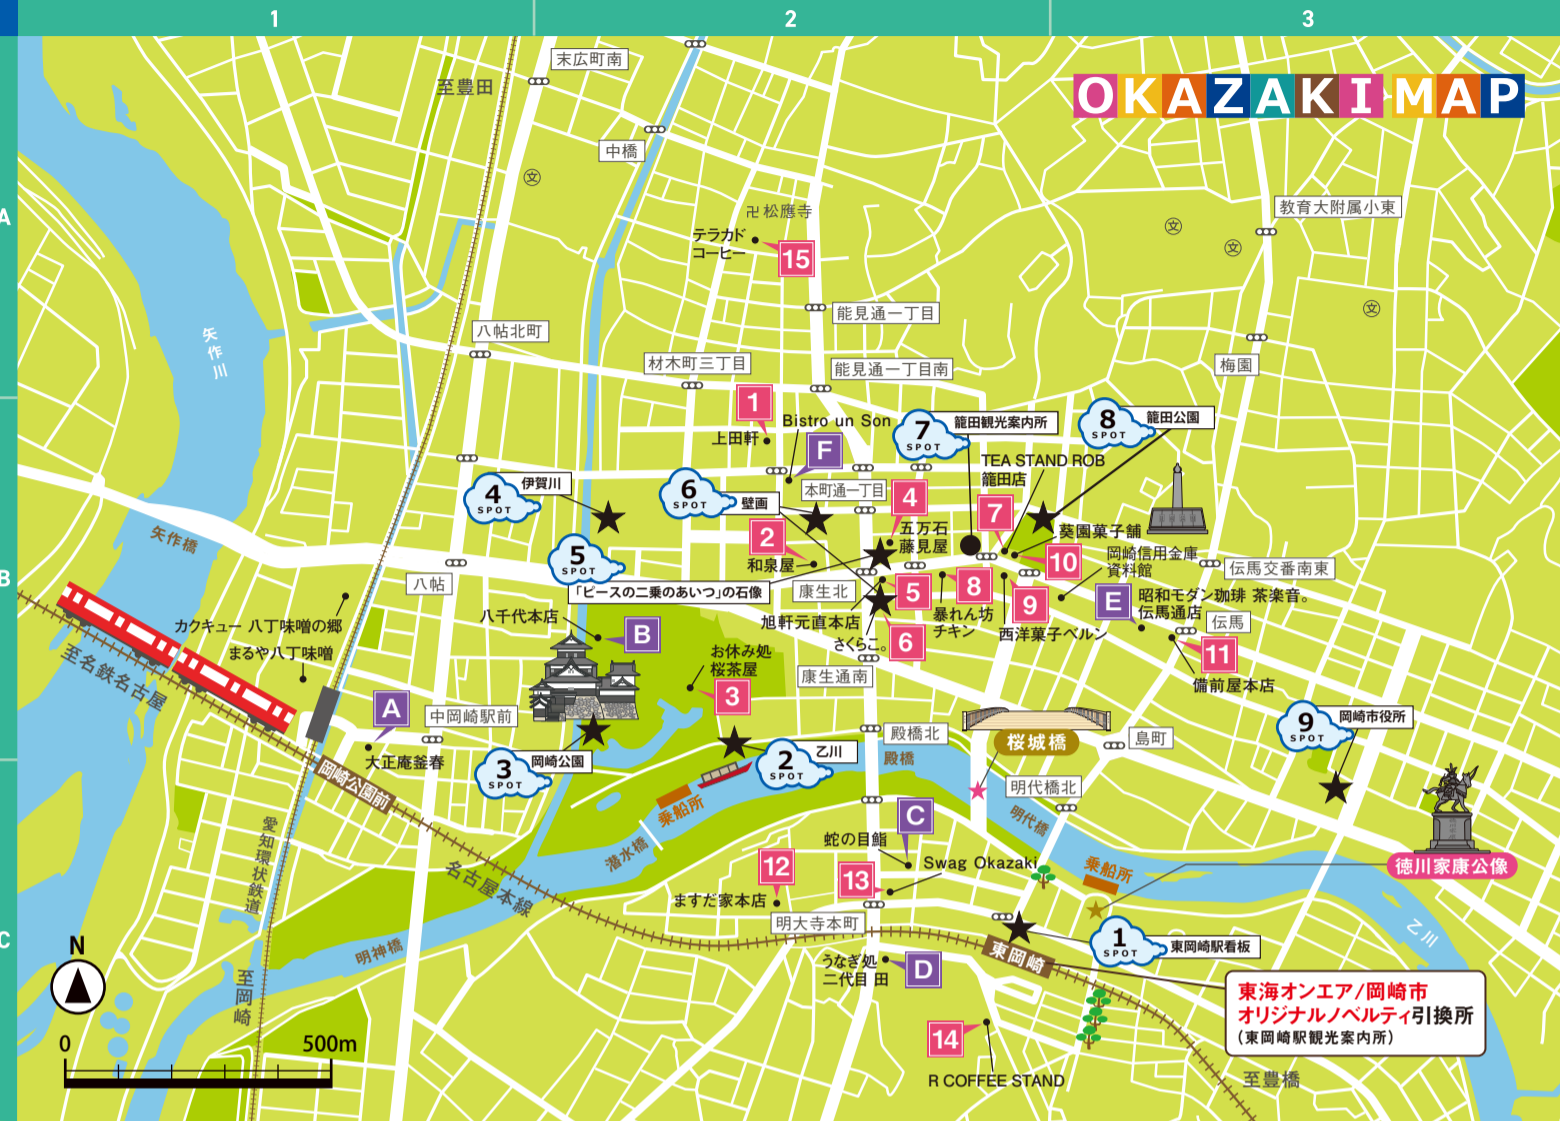 1
2
3
A
B
C
OKAZAKI MAP
末広町南
至豊田
中橋
文
教育大附属小東
文
文
文
卍松應寺
テラカド
コーヒー
15
矢作川
八帖北町
能見通一丁目
材木町三丁目
能見通一丁目南
梅園
1
上田軒
Bistro un Son
F
7
SPOT
籠田観光案内所
8
SPOT
籠田公園
TEA STAND ROB
籠田店
4
SPOT
伊賀川
6
SPOT
壁画
本町通一丁目
4
五万石
藤見屋
7
葵園菓子舗
10
岡崎信用金庫
資料館
伝馬交番南東
矢作橋
八帖
5
SPOT
「ピースの二乗のあいつ」の石像
2
和泉屋
康生北
5
旭軒元直本店
さくらこ。
6
8
暴れん坊
チキン
9
西洋菓子ベルン
E
昭和モダン珈琲 茶楽音。
伝馬通店
伝馬
11
備前屋本店
カクキュー 八丁味噌の郷
まるや八丁味噌
至名鉄名古屋
八千代本店
B
お休み処
桜茶屋
3
康生通南
A
大正庵釜春
中岡崎駅前
岡崎公園前
3
SPOT
岡崎公園
2
SPOT
乙川
殿橋北
殿橋
桜城橋
島町
9
SPOT
岡崎市役所
乗船所
潜水橋
明代橋北
明代橋
乗船所
徳川家康公像
愛知環状鉄道
名古屋本線
C
蛇の目鮨
12
ますだ家本店
13
Swag Okazaki
明大寺本町
東岡崎
1
SPOT
東岡崎駅看板
乙川
明神橋
至岡崎
うなぎ処
二代目 田
D
14
R COFFEE STAND
東海オンエア/岡崎市
オリジナルノベルティ引換所
(東岡崎駅観光案内所)
至豊橋
N
0
500m